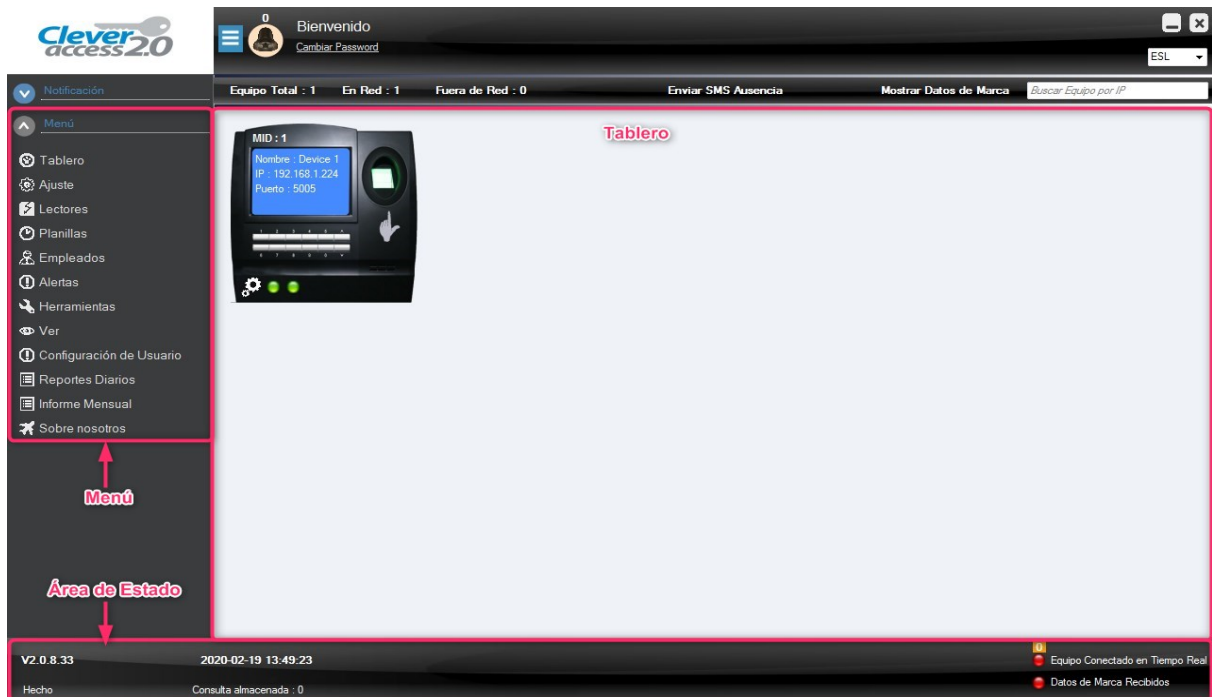 Clever
access2.0
0
Bienvenido
Cambiar Password
ESL
Notificación
Equipo Total : 1 En Red : 1 Fuera de Red : 0 Enviar SMS Ausencia Mostrar Datos de Marca Buscar Equipo por IP
Menú
Tablero
Ajuste
Lectores
Planillas
Empleados
Alertas
Herramientas
Ver
Configuración de Usuario
Reportes Diarios
Informe Mensual
Sobre nosotros
Menú
Área de Estado
Tablero
MID : 1
Nombre : Device 1
IP : 192.168.1.224
Puerto : 5005
V2.0.8.33 2020-02-19 13:49:23
Hecho Consulta almacenada : 0
0
Equipo Conectado en Tiempo Real
Datos de Marca Recibidos